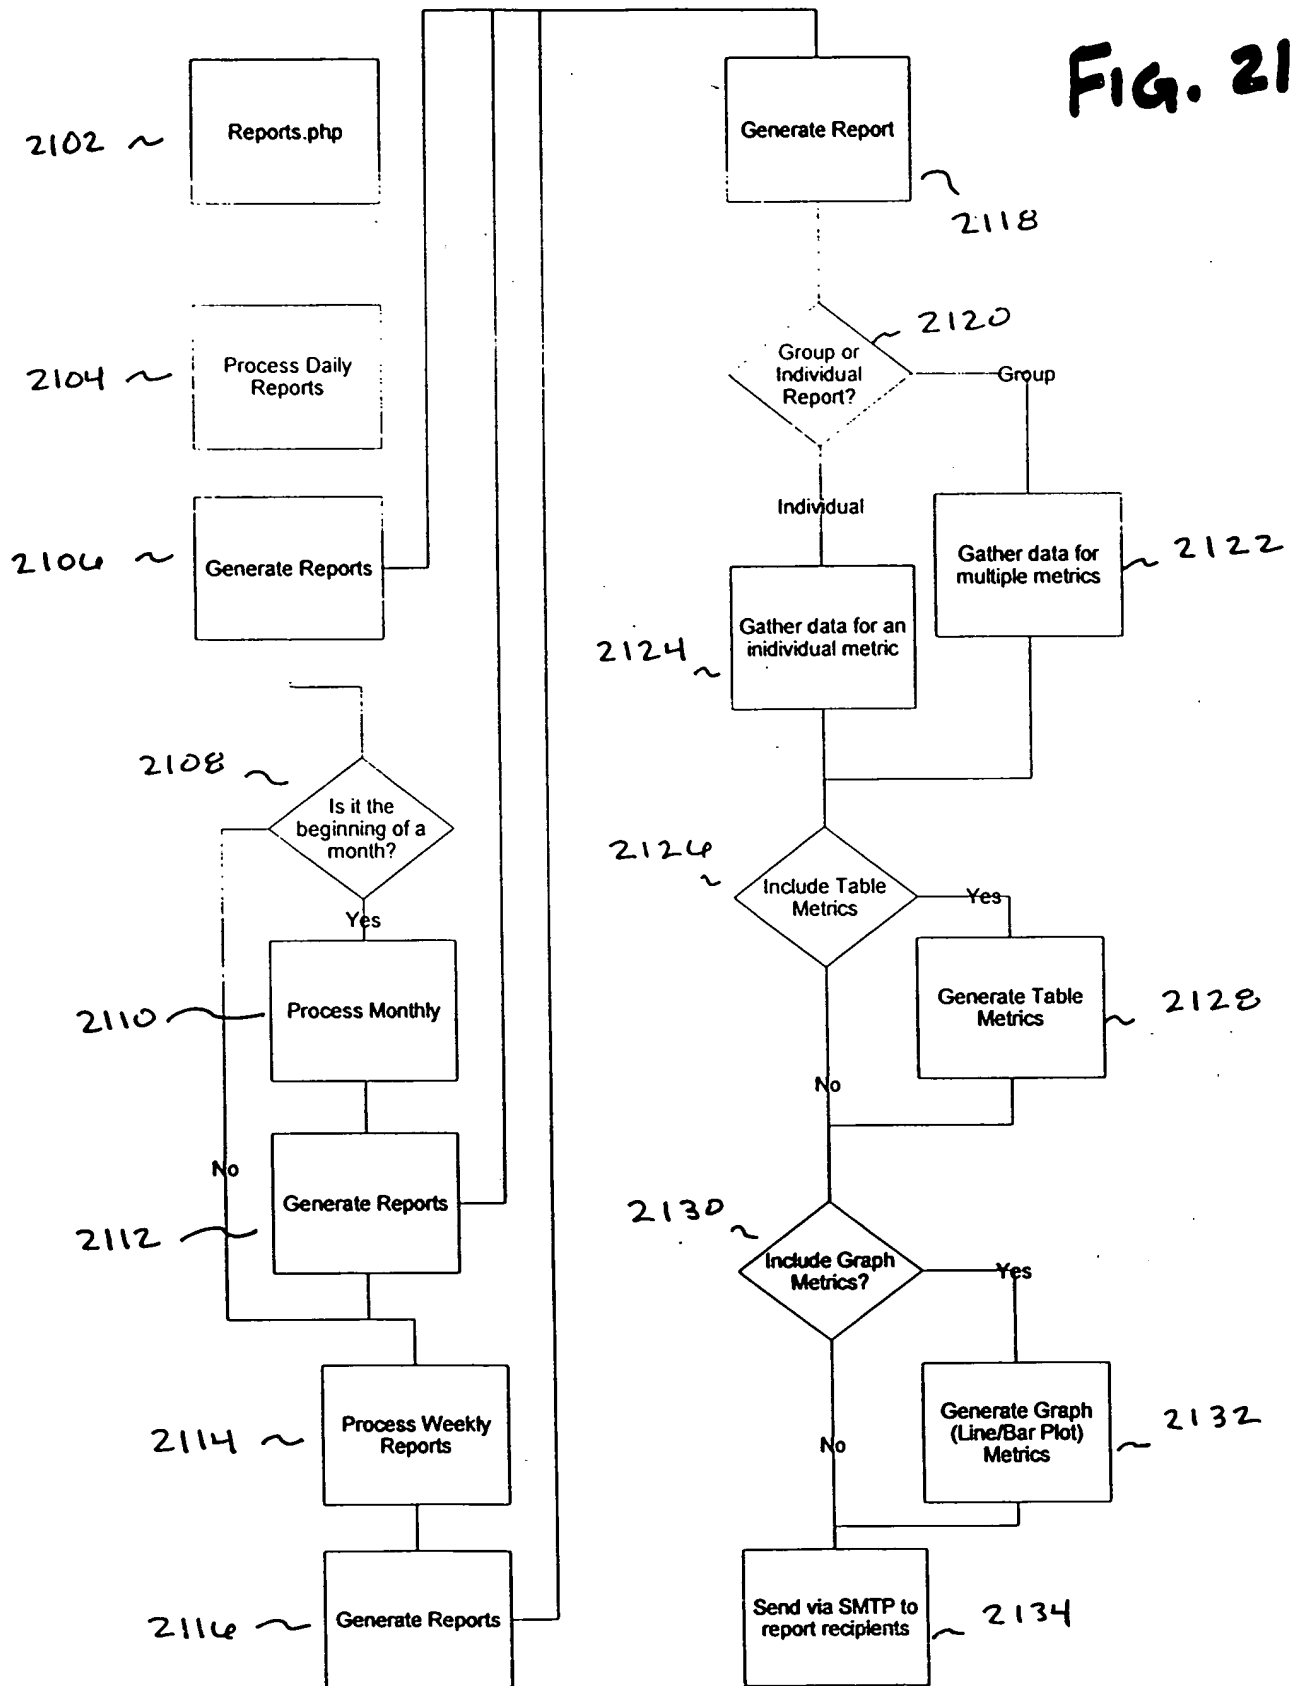 FIG. 21
2102
Reports.php
2104
Process Daily
Reports
2106
Generate Reports
2108
Is it the
beginning of a
month?
Yes
2110
Process Monthly
No
2112
Generate Reports
2114
Process Weekly
Reports
2116
Generate Reports
Generate Report
2118
2120
Group or
Individual
Report?
Group
Individual
2122
Gather data for
multiple metrics
2124
Gather data for an
inidividual metric
2126
Include Table
Metrics
Yes
2128
Generate Table
Metrics
No
2130
Include Graph
Metrics?
Yes
2132
Generate Graph
(Line/Bar Plot)
Metrics
No
Send via SMTP to
report recipients
2134